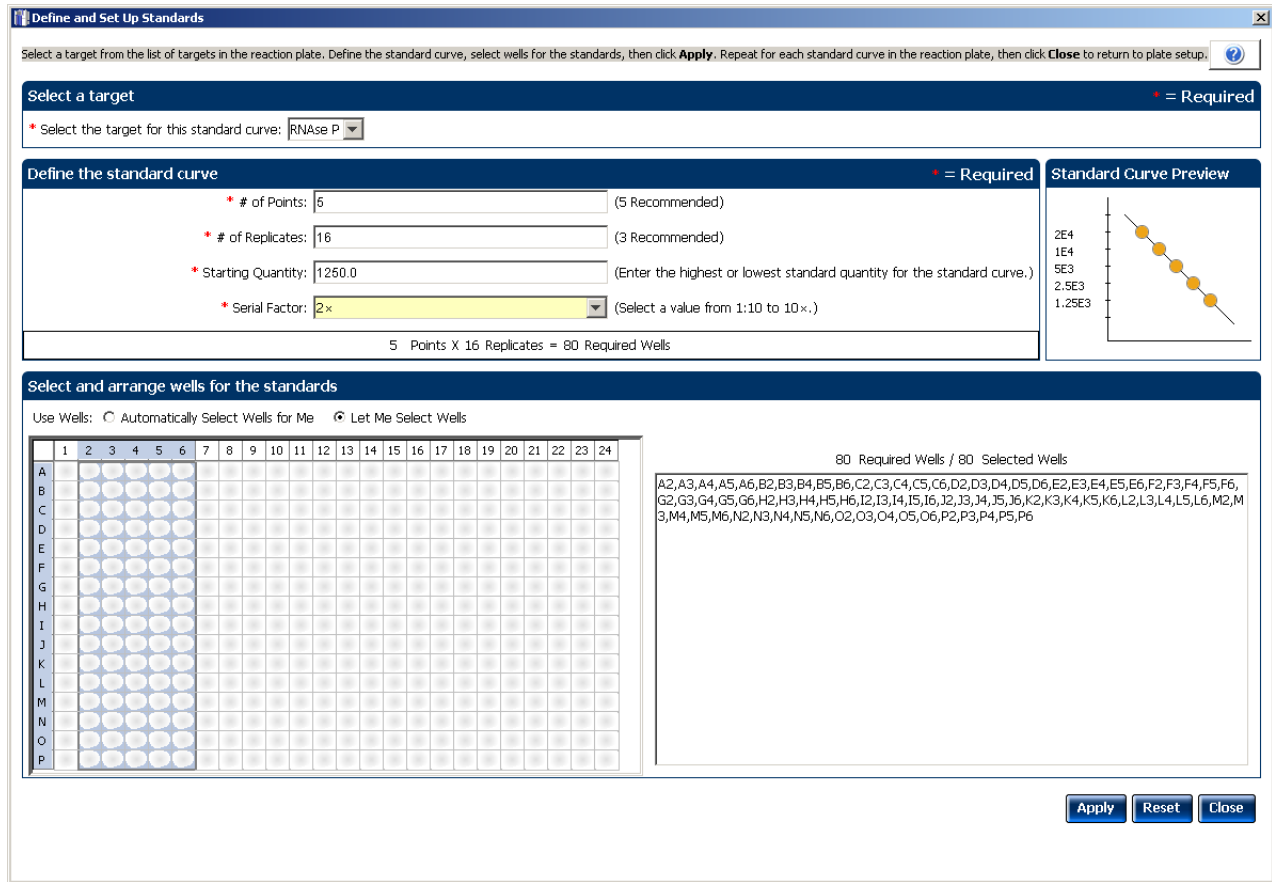 Define and Set Up Standards
Select a target from the list of targets in the reaction plate. Define the standard curve, select wells for the standards, then click Apply. Repeat for each standard curve in the reaction plate, then click Close to return to plate setup.
Select a target
* = Required
* Select the target for this standard curve: RNAse P
Define the standard curve
* = Required
* # of Points: 5 (5 Recommended)
* # of Replicates: 16 (3 Recommended)
* Starting Quantity: 1250.0 (Enter the highest or lowest standard quantity for the standard curve.)
* Serial Factor: 2× (Select a value from 1:10 to 10×.)
5 Points X 16 Replicates = 80 Required Wells
Standard Curve Preview
2E4
1E4
5E3
2.5E3
1.25E3
Select and arrange wells for the standards
Use Wells: Automatically Select Wells for Me Let Me Select Wells
1 2 3 4 5 6 7 8 9 10 11 12 13 14 15 16 17 18 19 20 21 22 23 24
A
B
C
D
E
F
G
H
I
J
K
L
M
N
O
P
80 Required Wells / 80 Selected Wells
A2,A3,A4,A5,A6,B2,B3,B4,B5,B6,C2,C3,C4,C5,C6,D2,D3,D4,D5,D6,E2,E3,E4,E5,E6,F2,F3,F4,F5,F6,
G2,G3,G4,G5,G6,H2,H3,H4,H5,H6,I2,I3,I4,I5,I6,J2,J3,J4,J5,J6,K2,K3,K4,K5,K6,L2,L3,L4,L5,L6,M2,M
3,M4,M5,M6,N2,N3,N4,N5,N6,O2,O3,O4,O5,O6,P2,P3,P4,P5,P6
Apply Reset Close